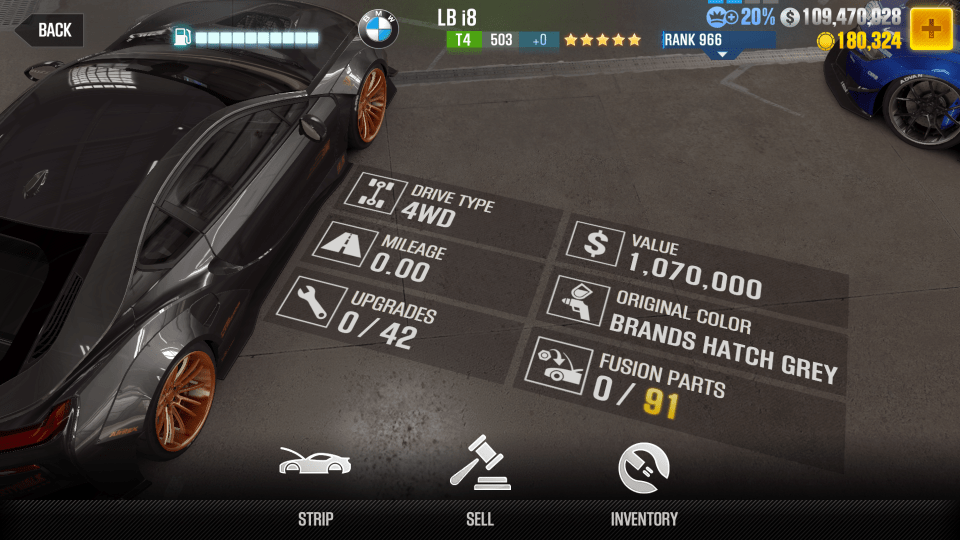 BACK
BMW
LB i8
T4 503 +0
RANK 966
20%
$ 109,470,028
180,324
ADVAN
DRIVE TYPE
4WD
MILEAGE
0.00
UPGRADES
0 / 42
$ VALUE
1,070,000
ORIGINAL COLOR
BRANDS HATCH GREY
FUSION PARTS
0 / 91
STRIP
SELL
INVENTORY